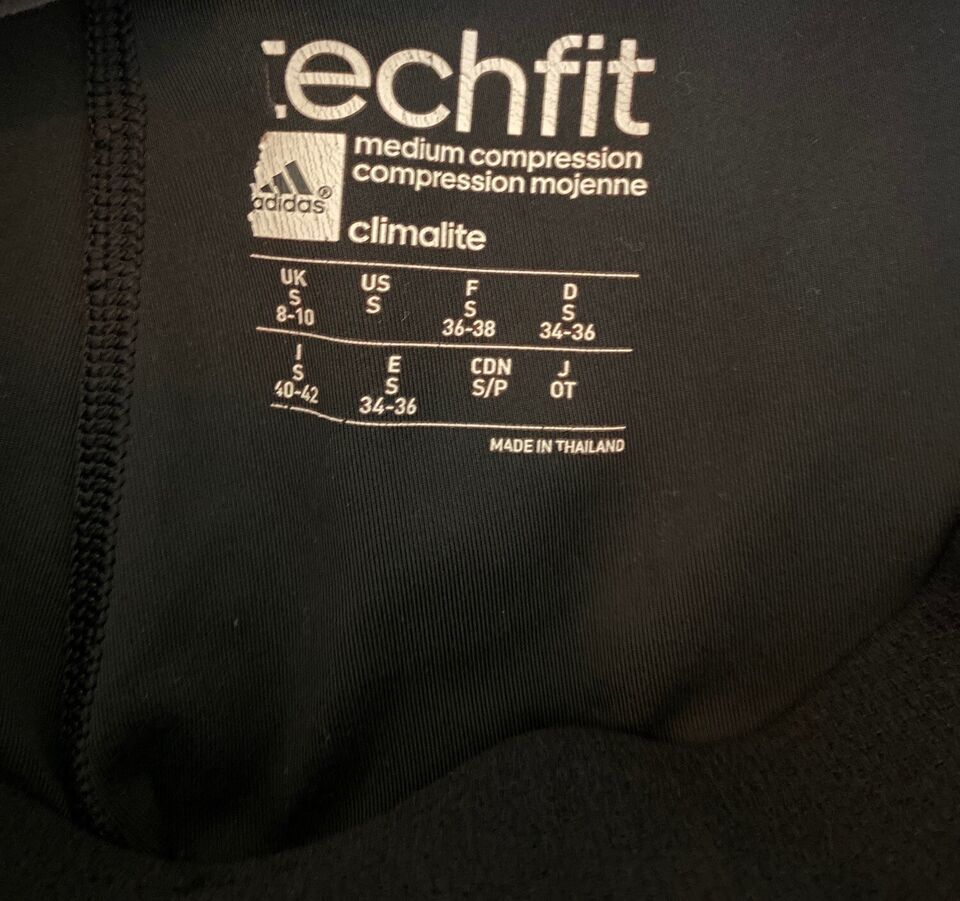 techfit
medium compression
compression mojenne
adidas®
climalite
UK US F D
S S S S
8-10 36-38 34-36
I E CDN J
S S S/P OT
40-42 34-36
MADE IN THAILAND